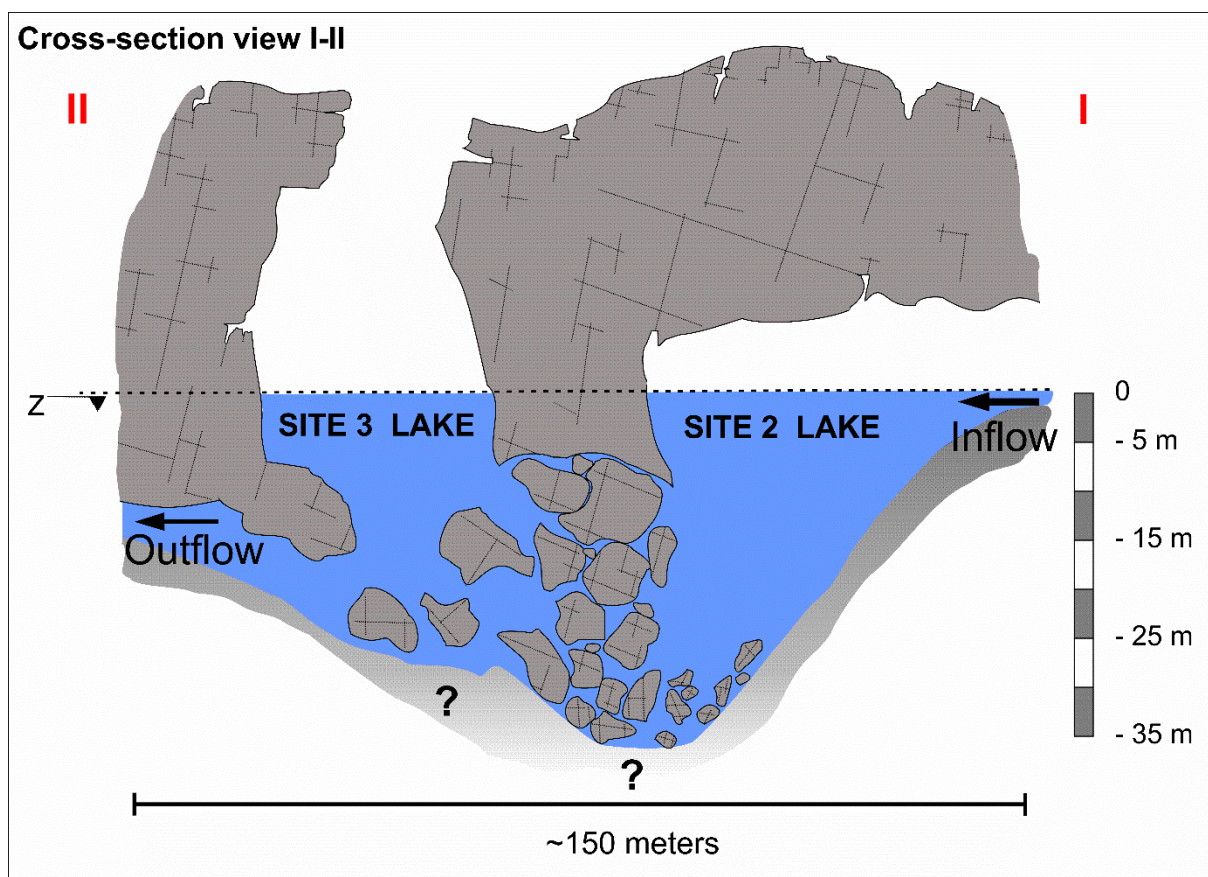 Cross-section view I-II
II
I
Z
0
SITE 3 LAKE
SITE 2 LAKE
Inflow
- 5 m
Outflow
- 15 m
- 25 m
?
- 35 m
?
~150 meters